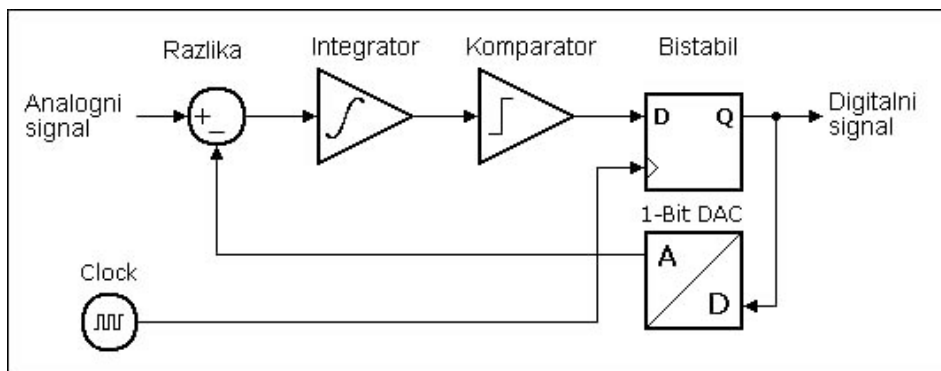 Razlika
Integrator
Komparator
Bistabil
Analogni
signal
+
−
D
Q
Digitalni
signal
1-Bit DAC
A
D
Clock